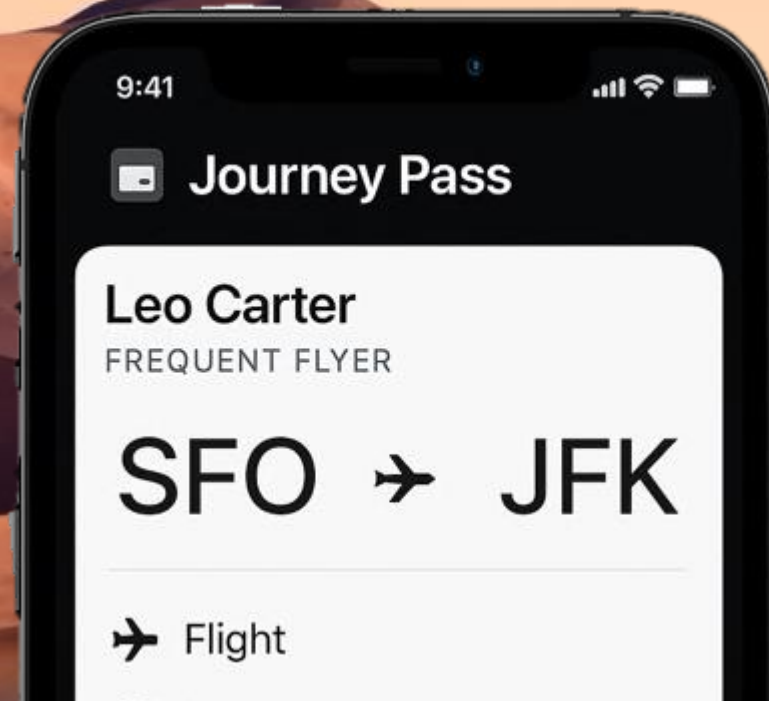 9:41
Journey Pass
Leo Carter
FREQUENT FLYER
SFO JFK
Flight